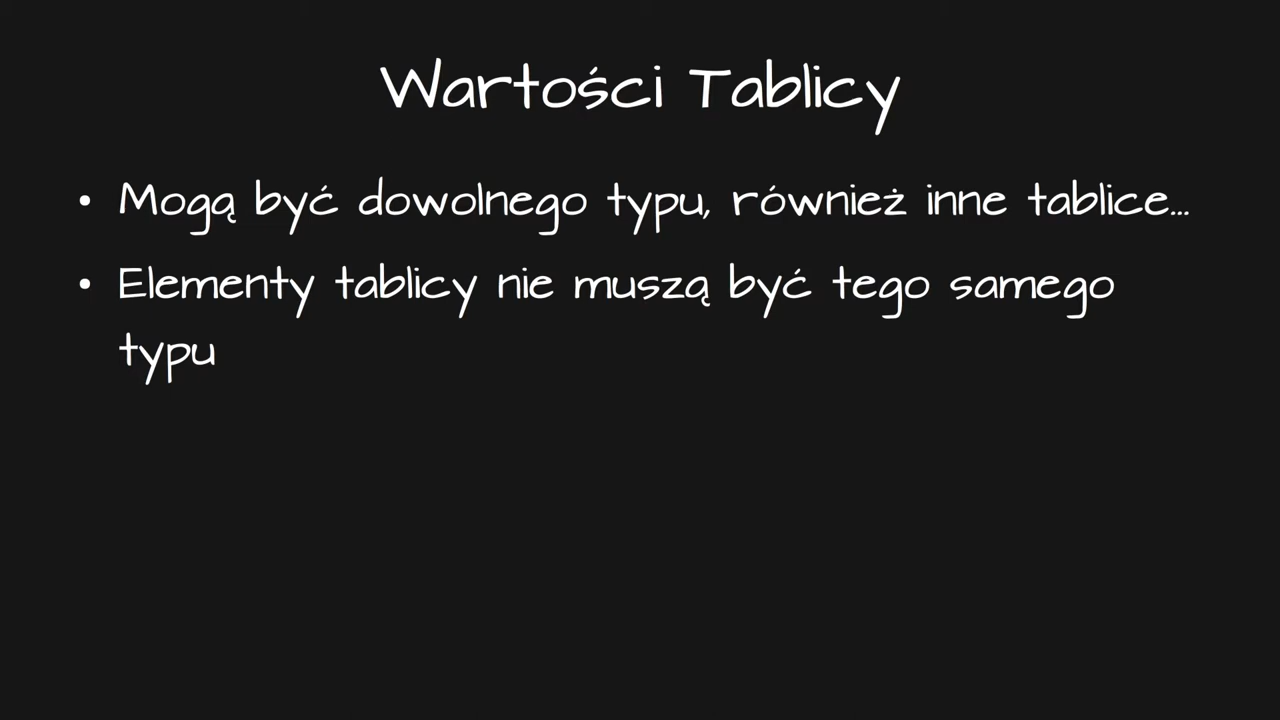 Wartości Tablicy
• Mogą być dowolnego typu, również inne tablice...
• Elementy tablicy nie muszą być tego samego
typu